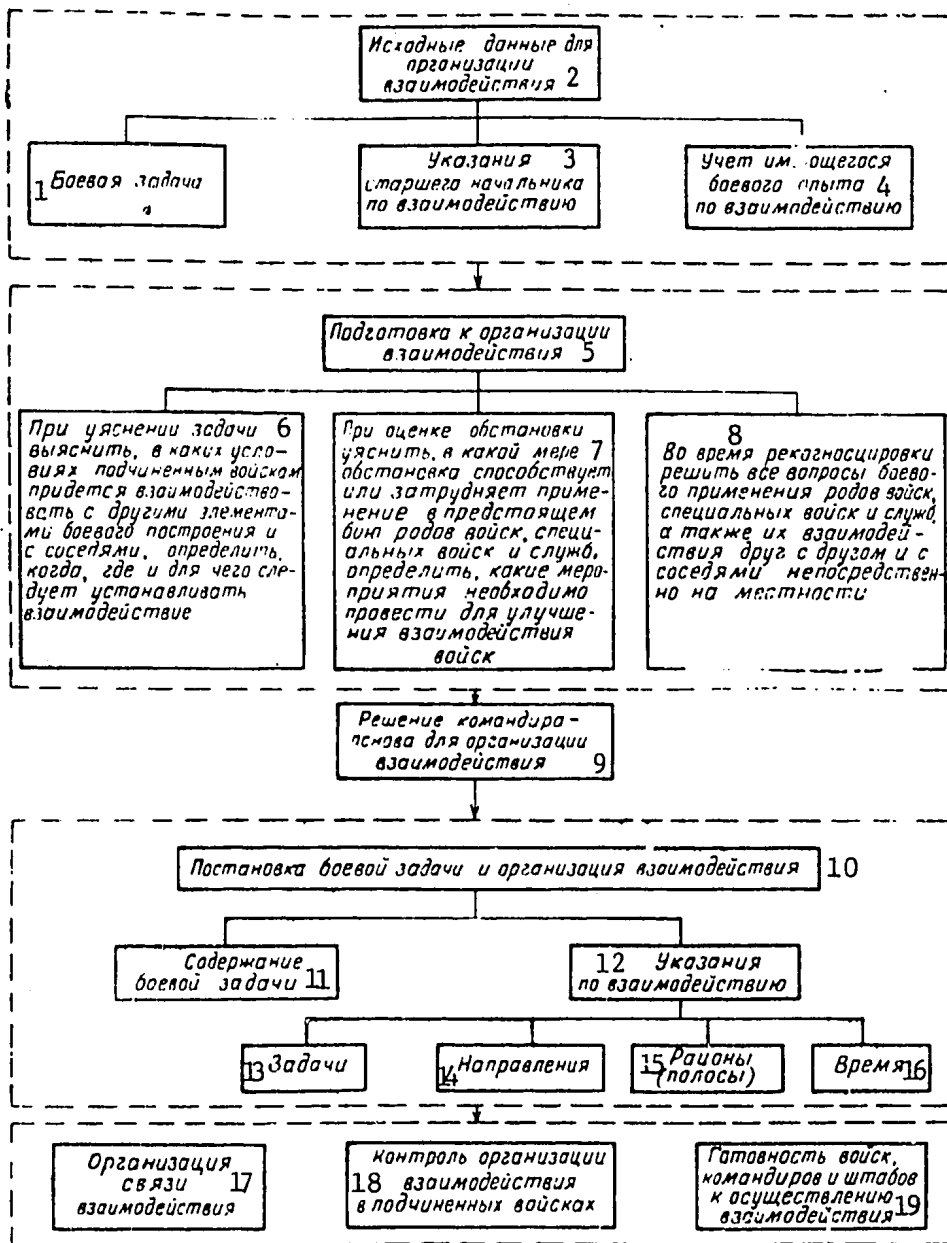 Исходные данные для
организации
взаимодействия 2
1 Боевая задача
Указания 3
старшего начальника
по взаимодействию
Учет
боевого опыта 4
по взаимодействию
Подготовка к организации
взаимодействия 5
При уяснении задачи 6
выяснить, в каких усло-
виях подчиненным войскам
придется взаимодейство-
вать с другими элемента-
ми боевого построения и
с соседями, определить,
когда, где и для чего сле-
дует устанавливать
взаимодействие
При оценке обстановки
уяснить, в какой мере 7
обстановка способствует
или затрудняет приме-
нение в предстоящем
бою родов войск, специ-
альных войск и служб,
определить, какие меро-
приятия необходимо
провести для улучше-
ния взаимодействия
войск
8
Во время рекогносцировки
решить все вопросы боево-
го применения родов войск,
специальных войск и служб,
а также их взаимодей-
ствия друг с другом и с
соседями непосредствен-
но на местности
Решение командира-
основа для организации
взаимодействия 9
Постановка боевой задачи и организация взаимодействия 10
Содержание
боевой задачи 11
12 Указания
по взаимодействию
13 Задачи
14 Направления
15 Районы
(полосы)
Время 16
Организация
связи 17
взаимодействия
Контроль организации
18 взаимодействия
в подчиненных войсках
Готовность войск,
командиров и штабов
к осуществлению
взаимодействия 19